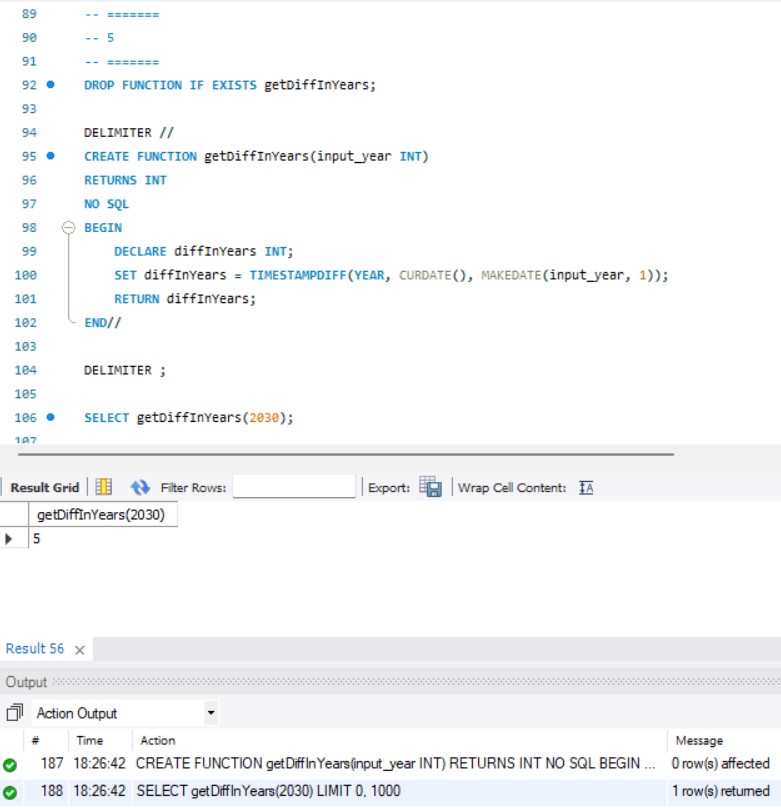 89 -- =======
90 -- 5
91 -- =======
92 DROP FUNCTION IF EXISTS getDiffInYears;
93
94 DELIMITER //
95 CREATE FUNCTION getDiffInYears(input_year INT)
96 RETURNS INT
97 NO SQL
98 BEGIN
99 DECLARE diffInYears INT;
100 SET diffInYears = TIMESTAMPDIFF(YEAR, CURDATE(), MAKEDATE(input_year, 1));
101 RETURN diffInYears;
102 END//
103
104 DELIMITER ;
105
106 SELECT getDiffInYears(2030);
107
Result Grid Filter Rows: Export: Wrap Cell Content: IA
getDiffInYears(2030)
5
Result 56 ×
Output
Action Output
# Time Action Message
187 18:26:42 CREATE FUNCTION getDiffInYears(input_year INT) RETURNS INT NO SQL BEGIN ... 0 row(s) affected
188 18:26:42 SELECT getDiffInYears(2030) LIMIT 0, 1000 1 row(s) returned